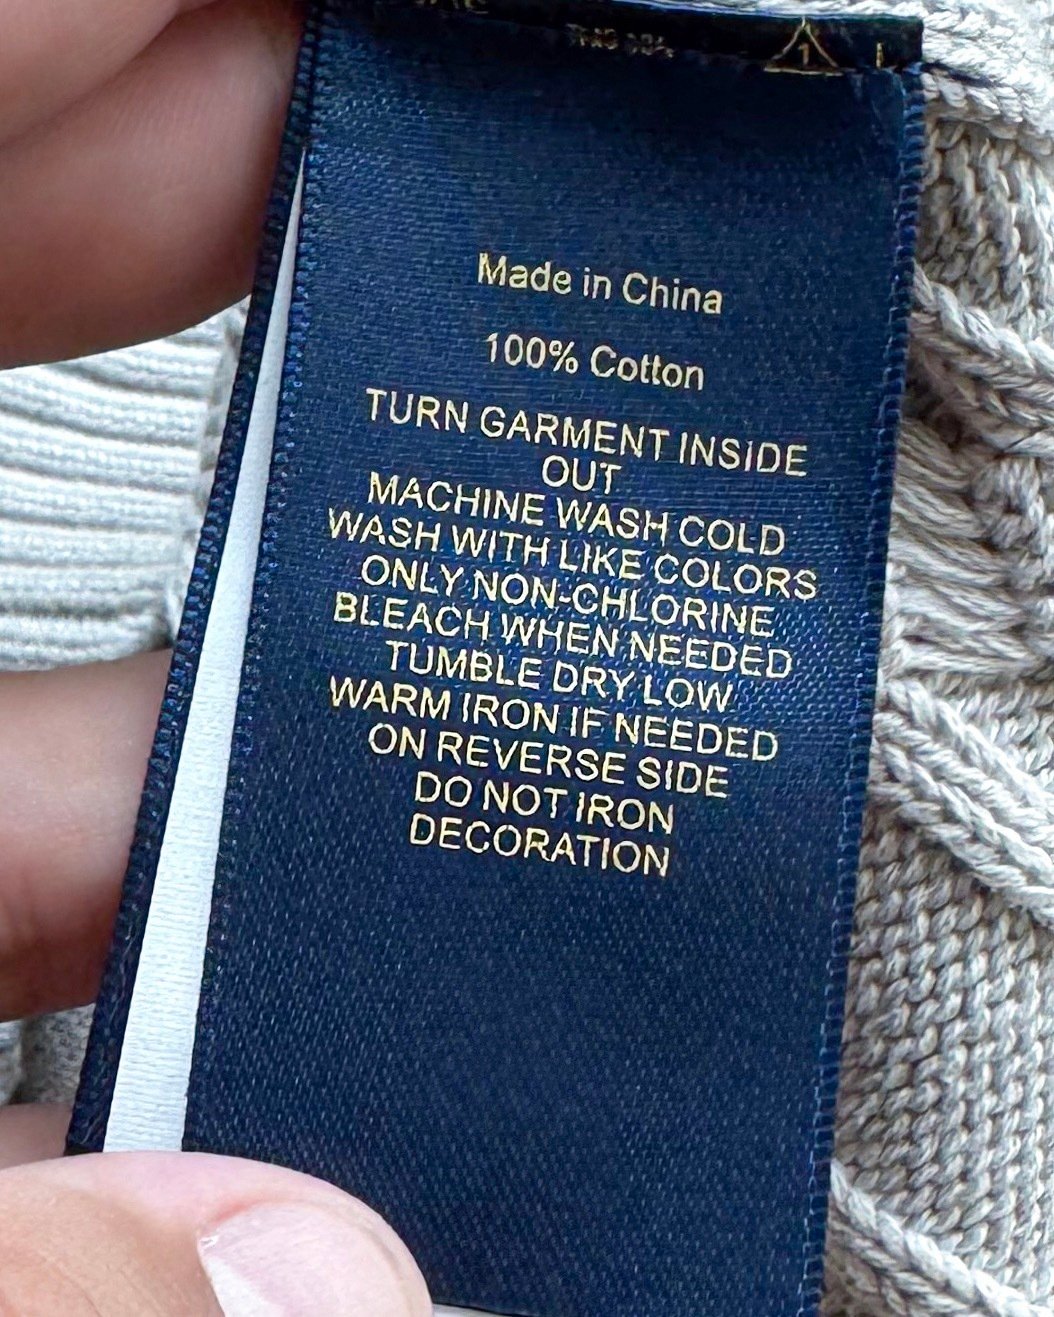 Made in China
100% Cotton
TURN GARMENT INSIDE
OUT
MACHINE WASH COLD
WASH WITH LIKE COLORS
ONLY NON-CHLORINE
BLEACH WHEN NEEDED
TUMBLE DRY LOW
WARM IRON IF NEEDED
ON REVERSE SIDE
DO NOT IRON
DECORATION